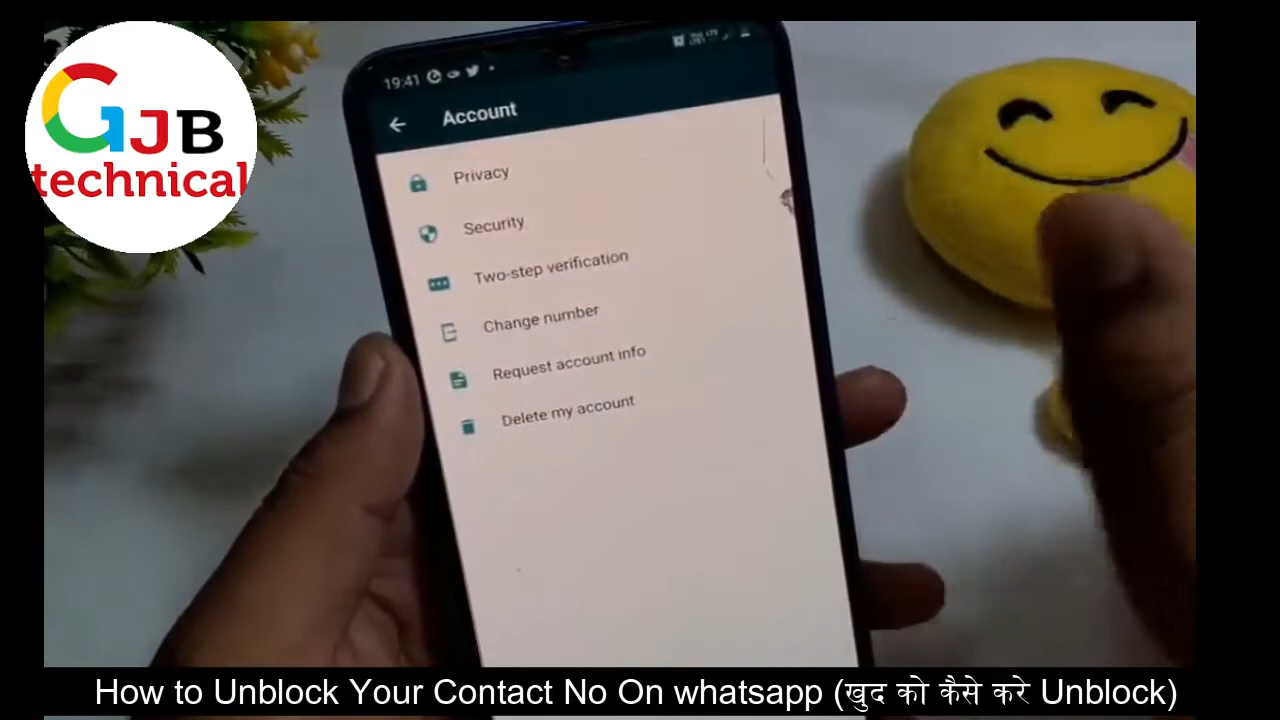 GJB
technical
19:41
Account
Privacy
Security
Two-step verification
Change number
Request account info
Delete my account
How to Unblock Your Contact No On whatsapp (खुद को कैसे करे Unblock)